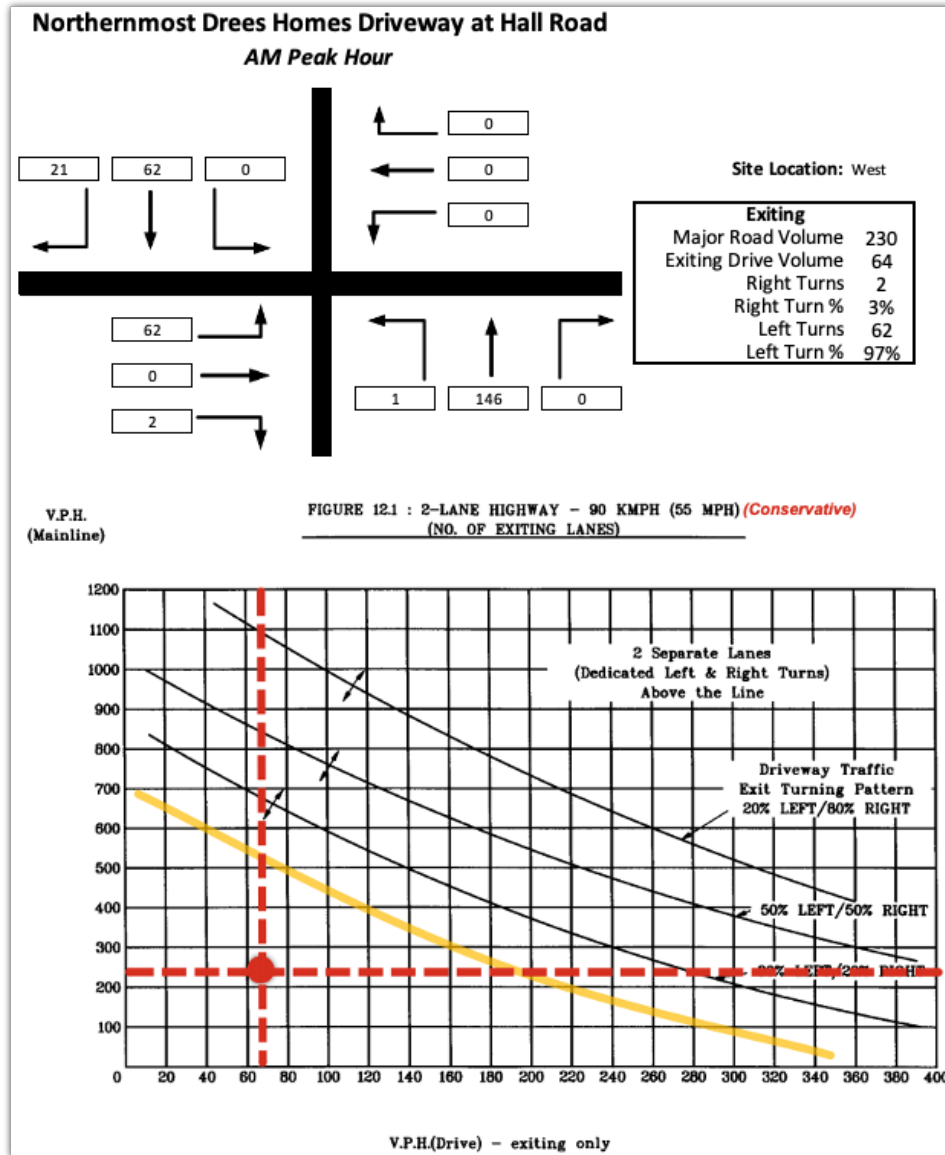 Northernmost Drees Homes Driveway at Hall Road
AM Peak Hour
0
21 62 0
0
0
Site Location: West
Exiting
Major Road Volume 230
Exiting Drive Volume 64
Right Turns 2
Right Turn % 3%
Left Turns 62
Left Turn % 97%
62
0
2
1 146 0
V.P.H.
(Mainline)
FIGURE 12.1 : 2-LANE HIGHWAY - 90 KMPH (55 MPH) (Conservative)
(NO. OF EXITING LANES)
1200
1100
1000
900
800
700
600
500
400
300
200
100
2 Separate Lanes
(Dedicated Left & Right Turns)
Above the Line
Driveway Traffic
Exit Turning Pattern
20% LEFT/80% RIGHT
50% LEFT/50% RIGHT
LEFT/20% RIGHT
0 20 40 60 80 100 120 140 160 180 200 220 240 260 280 300 320 340 360 380 400
V.P.H.(Drive) - exiting only